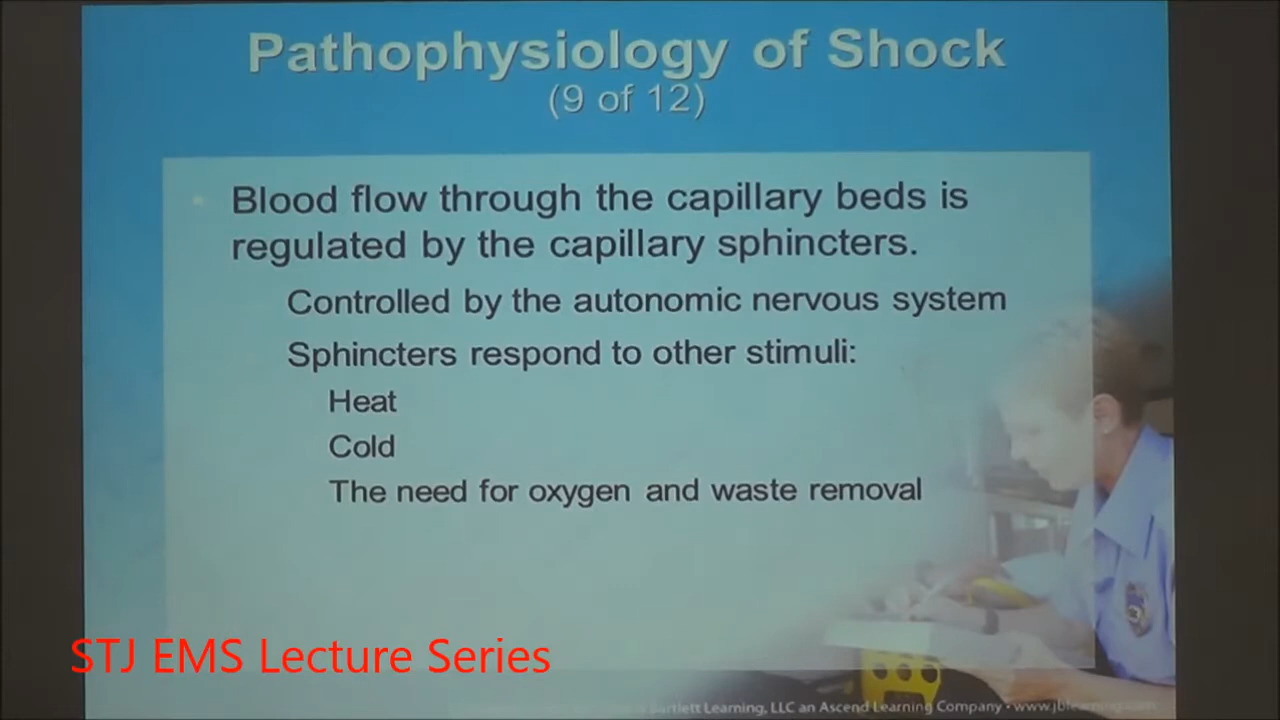 Pathophysiology of Shock
(9 of 12)
Blood flow through the capillary beds is
regulated by the capillary sphincters.
Controlled by the autonomic nervous system
Sphincters respond to other stimuli:
Heat
Cold
The need for oxygen and waste removal
STJ EMS Lecture Series
Bartlett Learning, LLC an Ascend Learning Company • www.jblearning.com